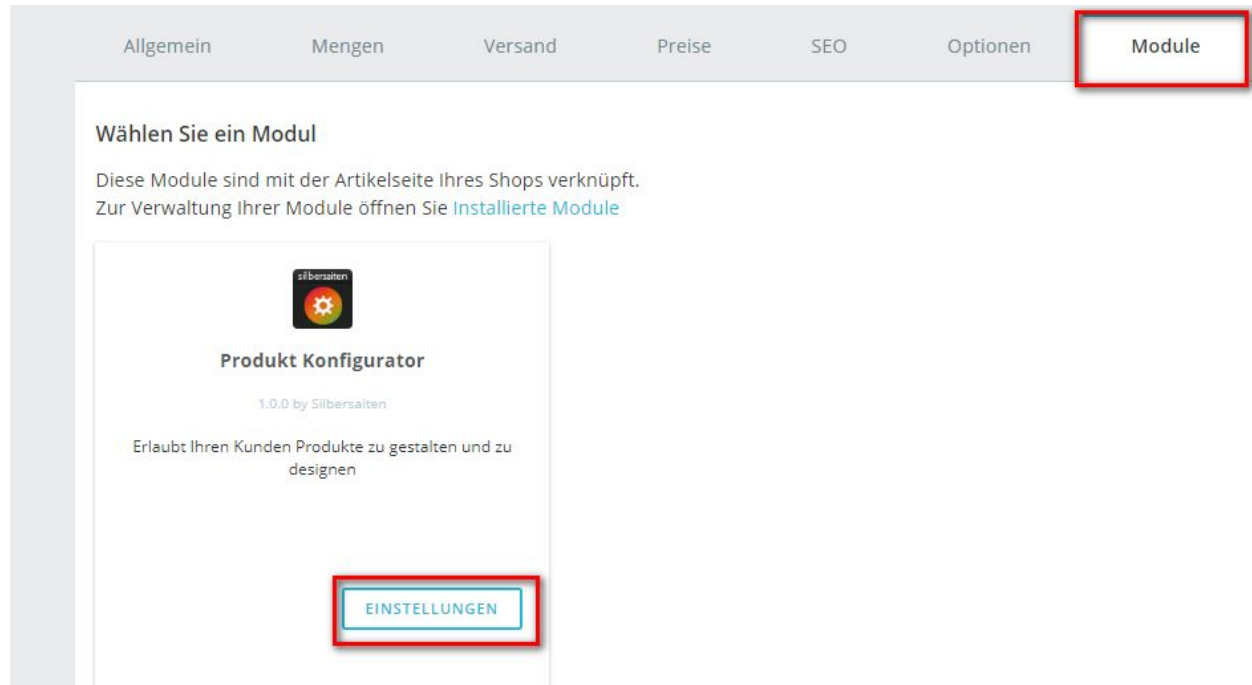 Allgemein Mengen Versand Preise SEO Optionen Module
Wählen Sie ein Modul
Diese Module sind mit der Artikelseite Ihres Shops verknüpft.
Zur Verwaltung Ihrer Module öffnen Sie Installierte Module
silbersaiten
Produkt Konfigurator
1.0.0 by Silbersaiten
Erlaubt Ihren Kunden Produkte zu gestalten und zu
designen
EINSTELLUNGEN